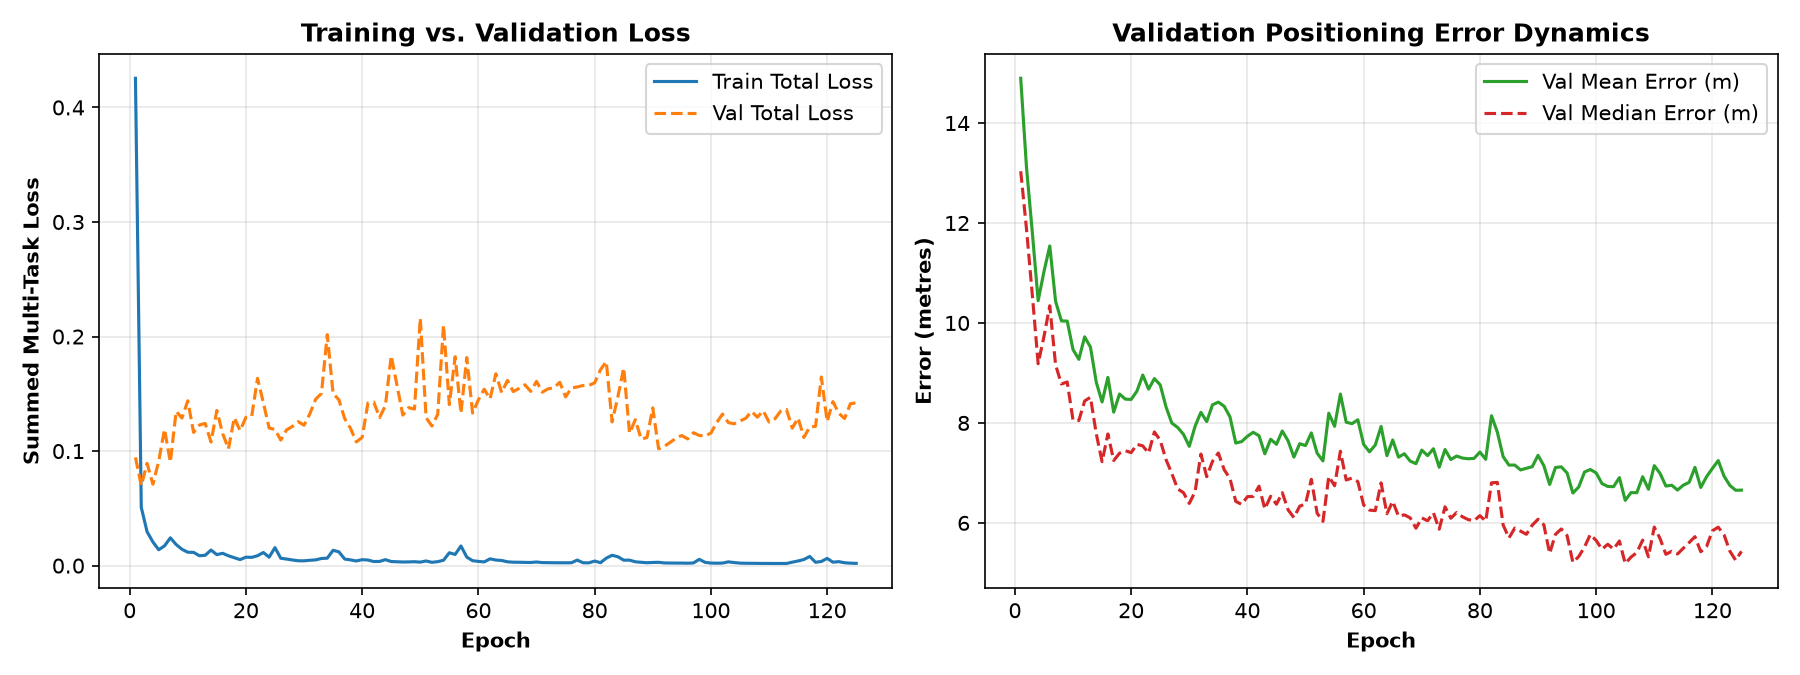 Training vs. Validation Loss
Train Total Loss
Val Total Loss
Summed Multi-Task Loss
0.4
0.3
0.2
0.1
0.0
0 20 40 60 80 100 120
Epoch
Validation Positioning Error Dynamics
Val Mean Error (m)
Val Median Error (m)
Error (metres)
14
12
10
8
6
0 20 40 60 80 100 120
Epoch